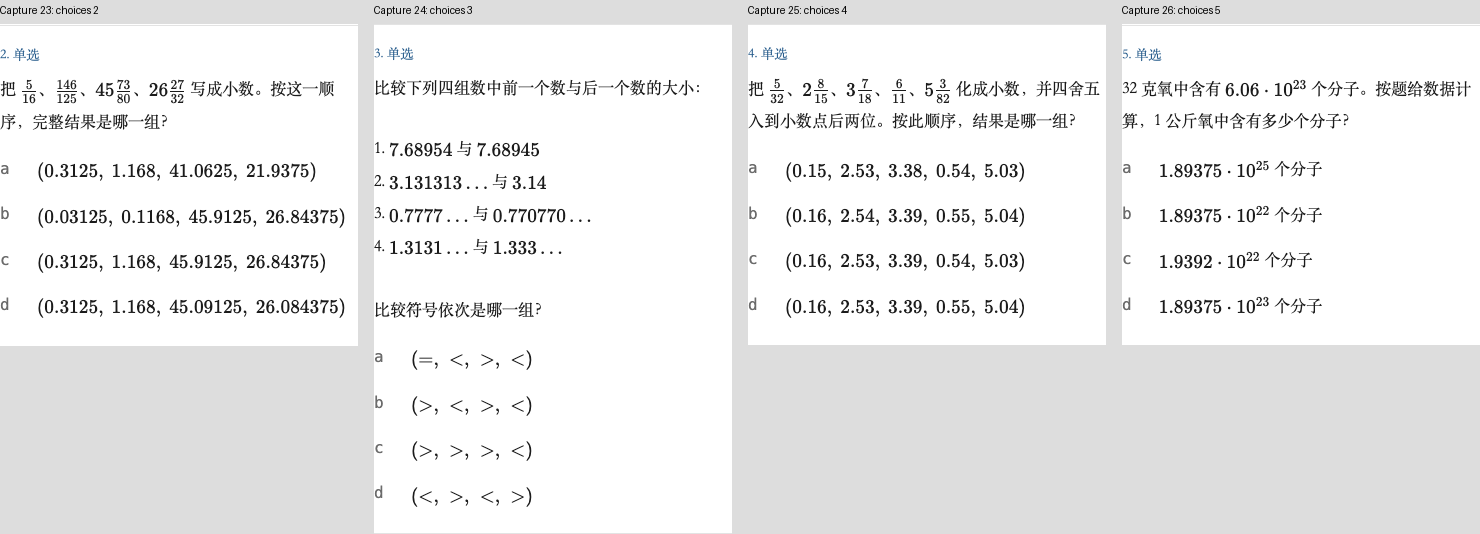 Capture 23: choices 2
2. 单选
把 5/16、146/125、45 73/80、26 27/32 写成小数。按这一顺
序，完整结果是哪一组?
a (0.3125, 1.168, 41.0625, 21.9375)
b (0.03125, 0.1168, 45.9125, 26.84375)
c (0.3125, 1.168, 45.9125, 26.84375)
d (0.3125, 1.168, 45.09125, 26.084375)
Capture 24: choices 3
3. 单选
比较下列四组数中前一个数与后一个数的大小：
1. 7.68954 与 7.68945
2. 3.131313... 与 3.14
3. 0.7777... 与 0.770770...
4. 1.3131... 与 1.333...
比较符号依次是哪一组?
a (=, <, >, <)
b (>, <, >, <)
c (>, >, >, <)
d (<, >, <, >)
Capture 25: choices 4
4. 单选
把 5/32、2 8/15、3 7/18、6/11、5 3/82 化成小数，并四舍五
入到小数点后两位。按此顺序，结果是哪一组?
a (0.15, 2.53, 3.38, 0.54, 5.03)
b (0.16, 2.54, 3.39, 0.55, 5.04)
c (0.16, 2.53, 3.39, 0.54, 5.03)
d (0.16, 2.53, 3.39, 0.55, 5.04)
Capture 26: choices 5
5. 单选
32 克氧中含有 6.06 · 10²³ 个分子。按题给数据计
算，1 公斤氧中含有多少个分子?
a 1.89375 · 10²⁵ 个分子
b 1.89375 · 10²² 个分子
c 1.9392 · 10²² 个分子
d 1.89375 · 10²³ 个分子